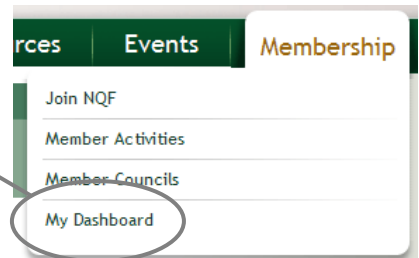 rces Events Membership
Join NQF
Member Activities
Member Councils
My Dashboard